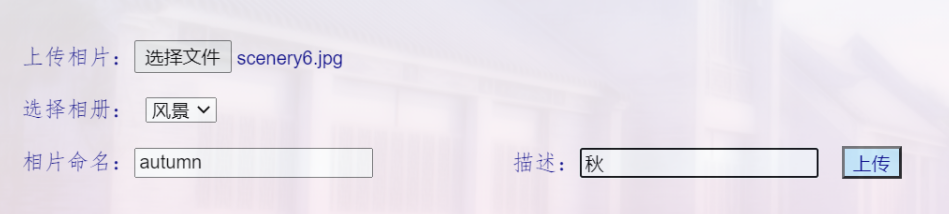 上传相片：选择文件 scenery6.jpg
选择相册： 风景
相片命名：autumn 描述：秋 上传